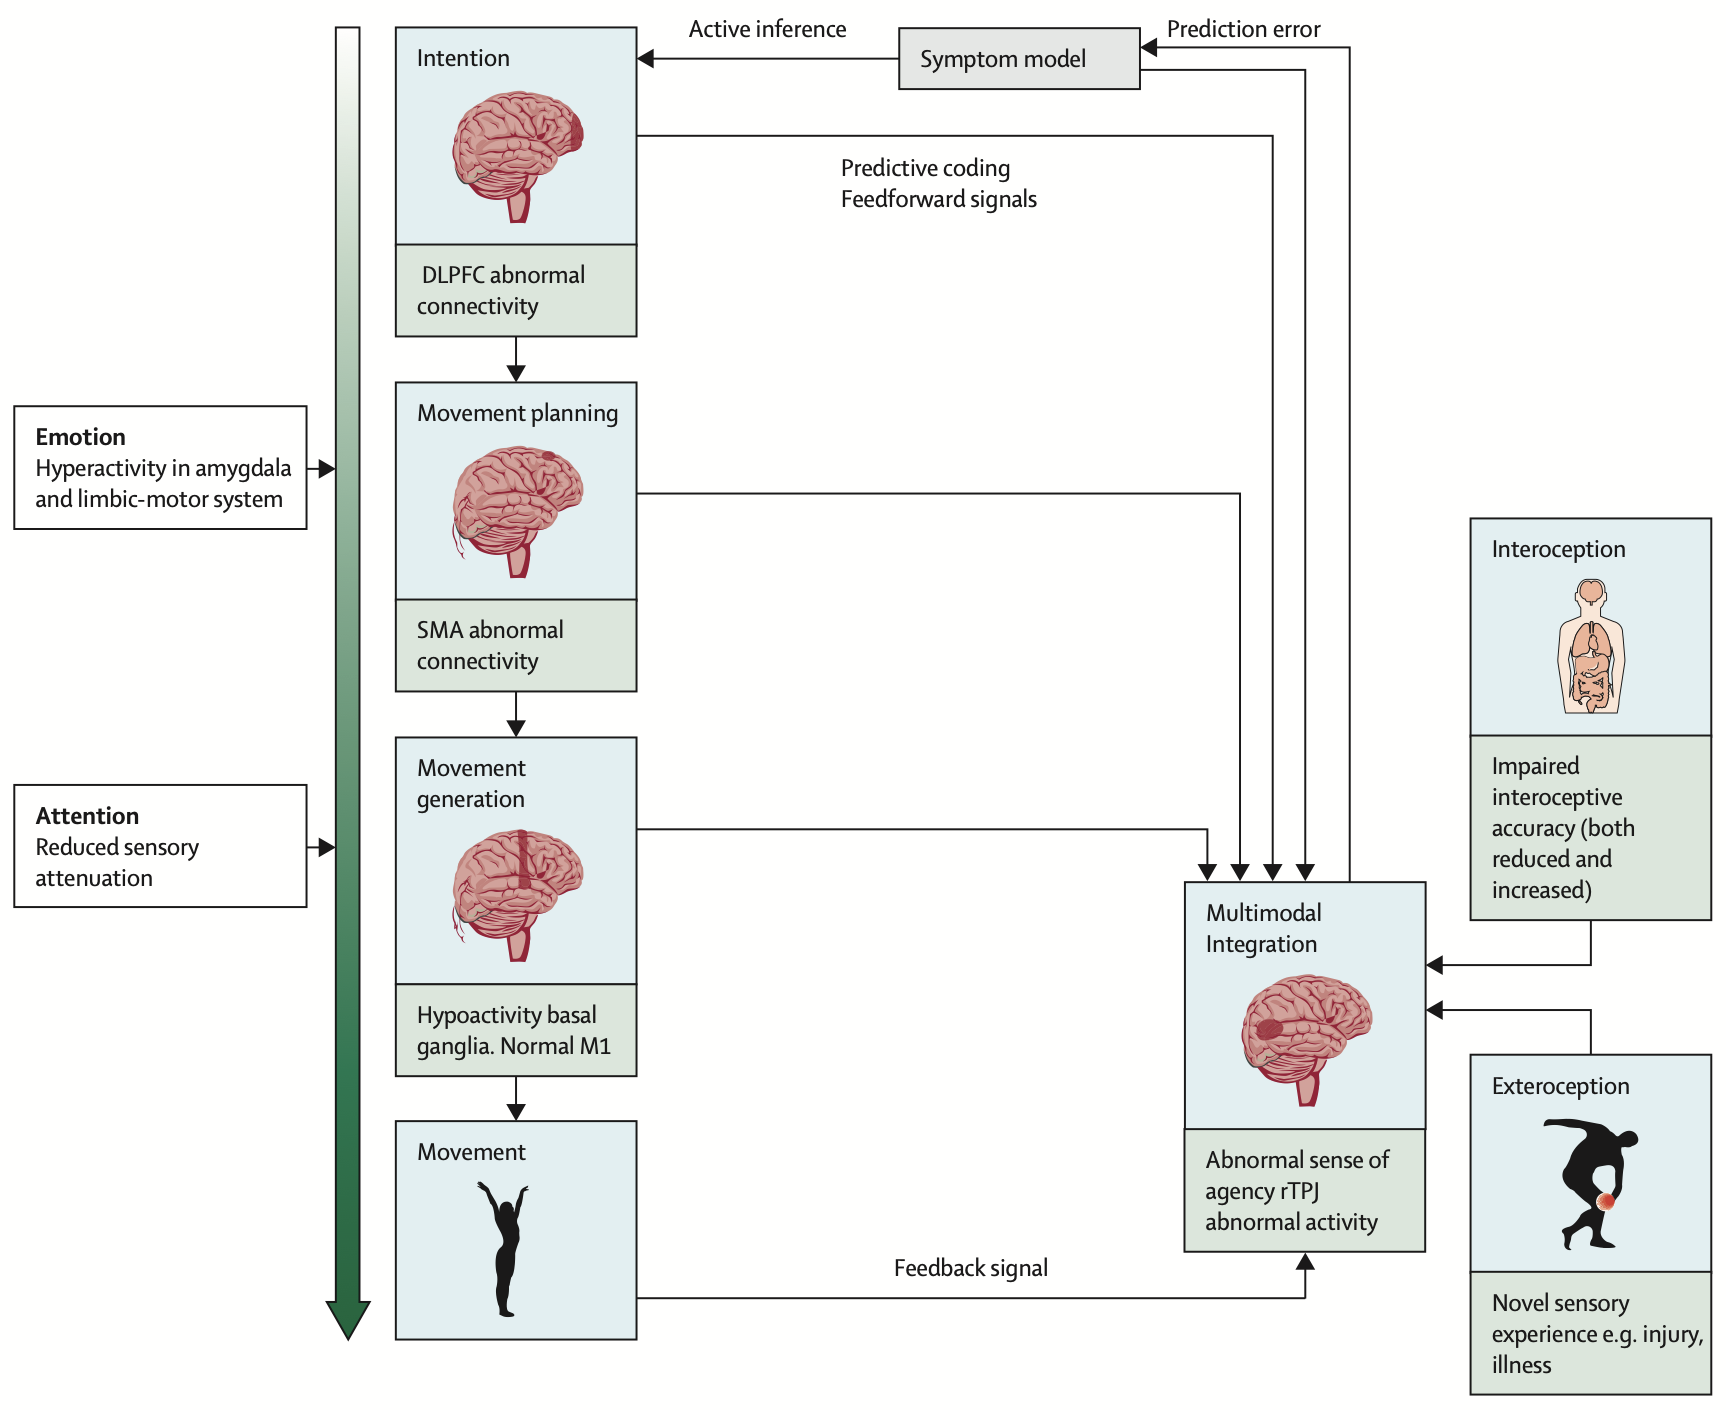 Active inference
Prediction error
Symptom model
Intention
DLPFC abnormal
connectivity
Predictive coding
Feedforward signals
Movement planning
SMA abnormal
connectivity
Emotion
Hyperactivity in amygdala
and limbic-motor system
Movement
generation
Hypoactivity basal
ganglia. Normal M1
Attention
Reduced sensory
attenuation
Movement
Feedback signal
Multimodal
Integration
Abnormal sense of
agency rTPJ
abnormal activity
Interoception
Impaired
interoceptive
accuracy (both
reduced and
increased)
Exteroception
Novel sensory
experience e.g. injury,
illness